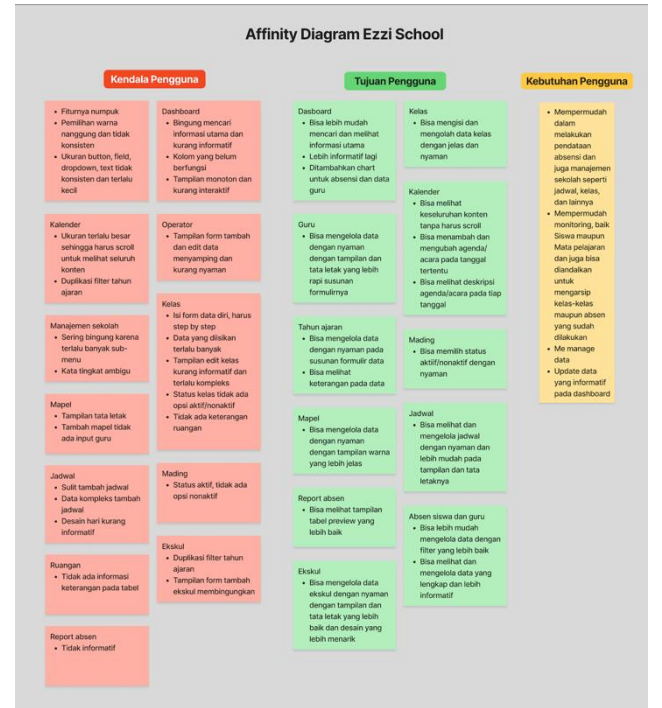 Affinity Diagram Ezzi School
Kendala Pengguna
• Fiturnya numpuk
• Pemilihan warna
nanggung dan tidak
konsisten
• Ukuran button, field,
dropdown, text tidak
konsisten dan terlalu
kecil
Kalender
• Ukuran terlalu besar
sehingga harus scroll
untuk melihat seluruh
konten
• Duplikasi filter tahun
ajaran
Manajemen sekolah
• Sering bingung karena
terlalu banyak sub-
menu
• Kata tingkat ambigu
Mapel
• Tampilan tata letak
• Tambah mapel tidak
ada input guru
Jadwal
• Sulit tambah jadwal
• Data kompleks tambah
jadwal
• Desain hari kurang
informatif
Ruangan
• Tidak ada informasi
keterangan pada tabel
Report absen
• Tidak informatif
Dashboard
• Bingung mencari
informasi utama dan
kurang informatif
• Kolom yang belum
berfungsi
• Tampilan monoton dan
kurang interaktif
Operator
• Tampilan form tambah
dan edit data
menyamping dan
kurang nyaman
Kelas
• Isi form data diri, harus
step by step
• Data yang diisikan
terlalu banyak
• Tampilan edit kelas
kurang informatif dan
terlalu kompleks
• Status kelas tidak ada
opsi aktif/nonaktif
• Tidak ada keterangan
ruangan
Mading
• Status aktif, tidak ada
opsi nonaktif
Ekskul
• Duplikasi filter tahun
ajaran
• Tampilan form tambah
ekskul membingungkan
Tujuan Pengguna
Dasboard
• Bisa lebih mudah
mencari dan melihat
informasi utama
• Lebih informatif lagi
• Ditambahkan chart
untuk absensi dan data
guru
Guru
• Bisa mengelola data
dengan nyaman dengan
tampilan dan
tata letak yang lebih
rapi susunan
formulirnya
Tahun ajaran
• Bisa mengelola data
dengan nyaman pada
susunan formulir data
• Bisa melihat
keterangan pada data
Mapel
• Bisa mengelola data
dengan nyaman
dengan tampilan warna
yang lebih jelas
Report absen
• Bisa melihat tampilan
tabel preview yang
lebih baik
Ekskul
• Bisa mengelola data
ekskul dengan nyaman
dengan tampilan dan
tata letak yang lebih
baik dan desain yang
lebih menarik
Kelas
• Bisa mengisi dan
mengolah data kelas
dengan jelas dan
nyaman
Kalender
• Bisa melihat
keseluruhan konten
tanpa harus scroll
• Bisa menambah dan
mengubah agenda/
acara pada tanggal
tertentu
• Bisa melihat deskripsi
agenda/acara pada tiap
tanggal
Mading
• Bisa memilih status
aktiif/nonaktif dengan
nyaman
Jadwal
• Bisa melihat dan
mengelola jadwal
dengan nyaman dan
lebih mudah pada
tampilan dan tata
letaknya
Absen siswa dan guru
• Bisa lebih mudah
mengelola data dengan
filter yang lebih baik
• Bisa melihat dan
mengelola data yang
lengkap dan lebih
informatif
Kebutuhan Pengguna
• Mempermudah
dalam
melakukan
pendataan
absensi dan
juga manajemen
sekolah seperti
jadwal, kelas,
dan lainnya
• Mempermudah
monitoring, baik
Siswa maupun
Mata pelajaran
dan juga bisa
diandalkan
untuk
mengarsip
kelas-kelas
maupun absen
yang sudah
dilakukan
• Me manage
data
• Update data
yang informatif
pada dashboard